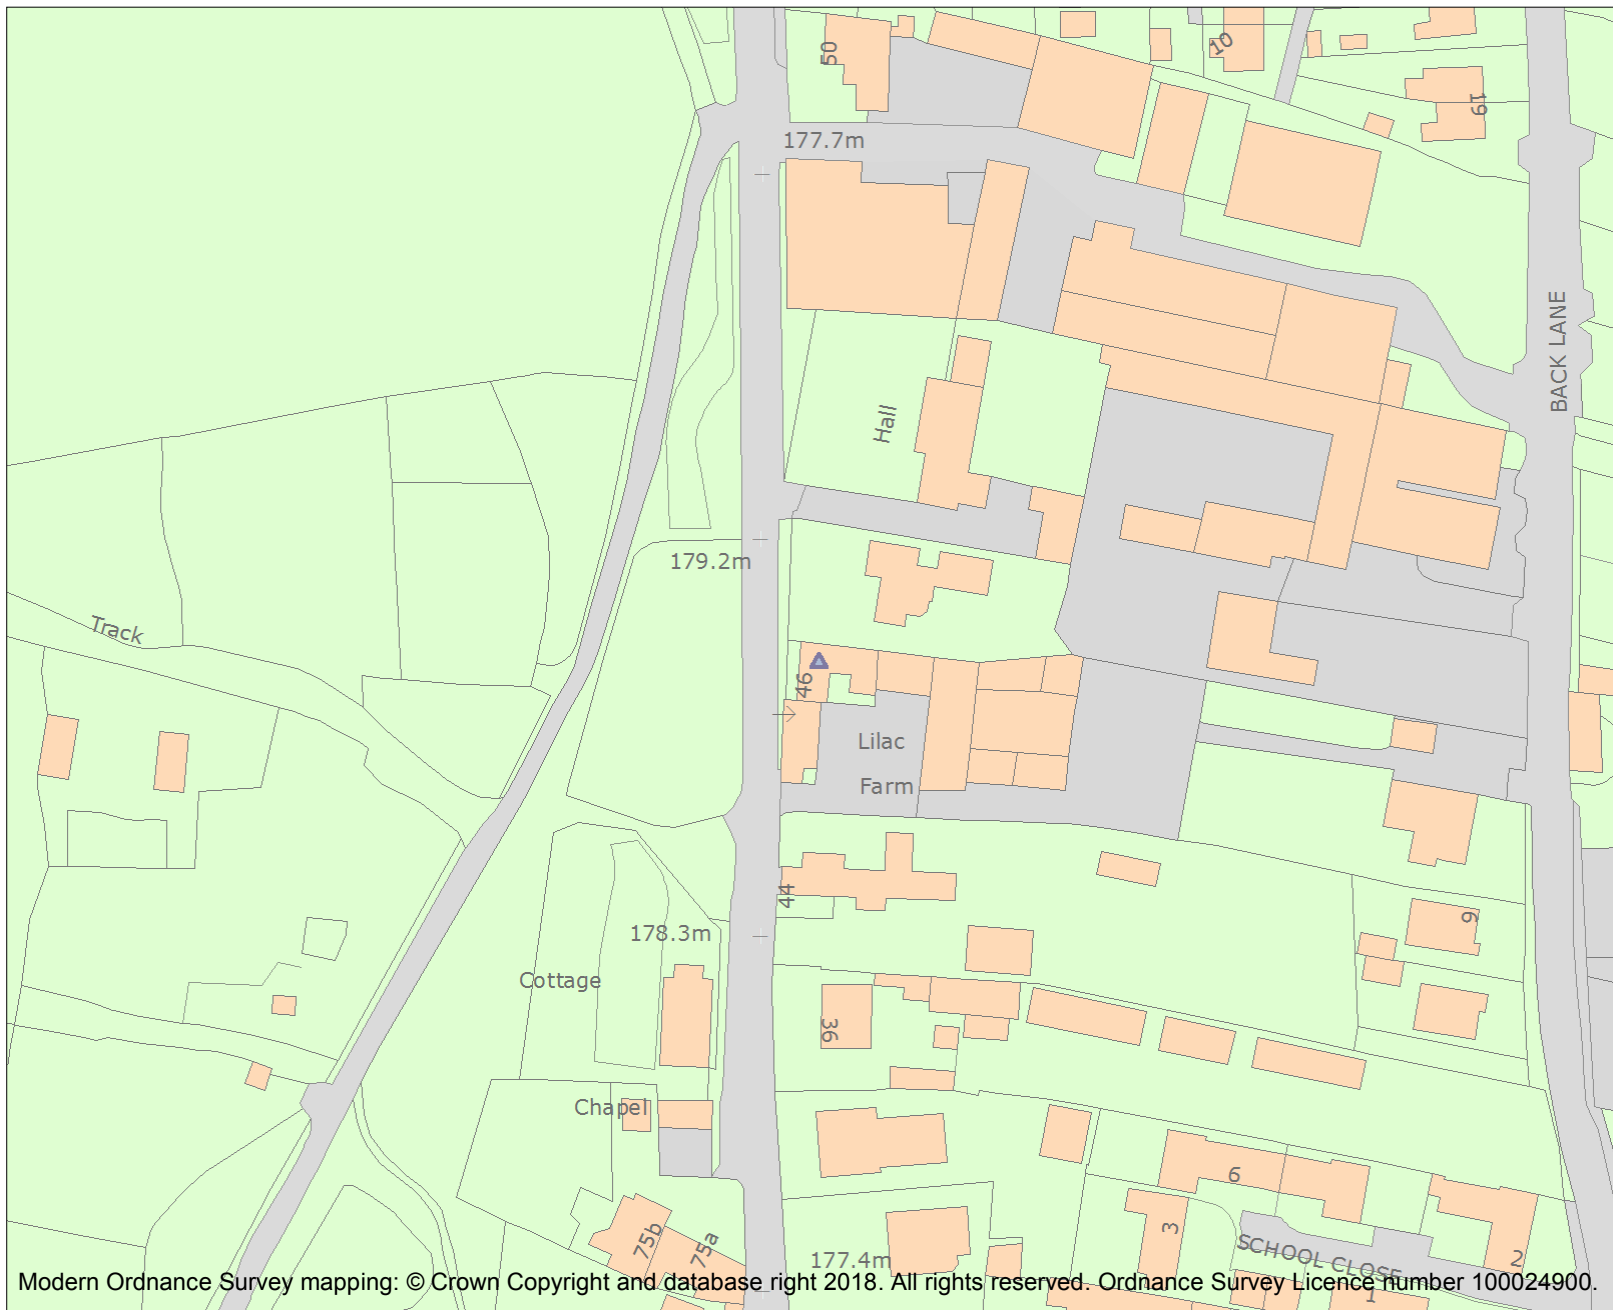 50
10
19
177.7m
BACK LANE
Hall
179.2m
Track
46
Lilac
Farm
44
178.3m
9
Cottage
36
Chapel
6
75b
75a
3
177.4m
SCHOOL CLOSE
2
1
Modern Ordnance Survey mapping: © Crown Copyright and database right 2018. All rights reserved. Ordnance Survey Licence number 100024900.